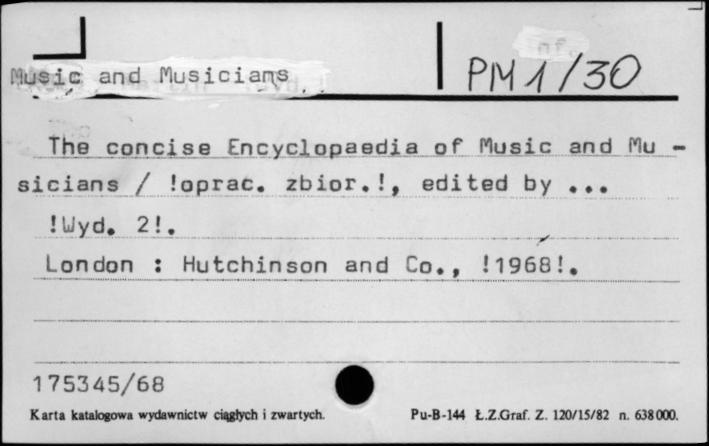 Music and Musicians
PM 1/30
The concise Encyclopaedia of Music and Mu -
sicians / !oprac. zbior.!, edited by ...
!Wyd. 2!.
London : Hutchinson and Co., !1968!.
175345/68
Karta katalogowa wydawnictw ciągłych i zwartych.
Pu-B-144 Ł.Z.Graf. Z. 120/15/82 n. 638000.